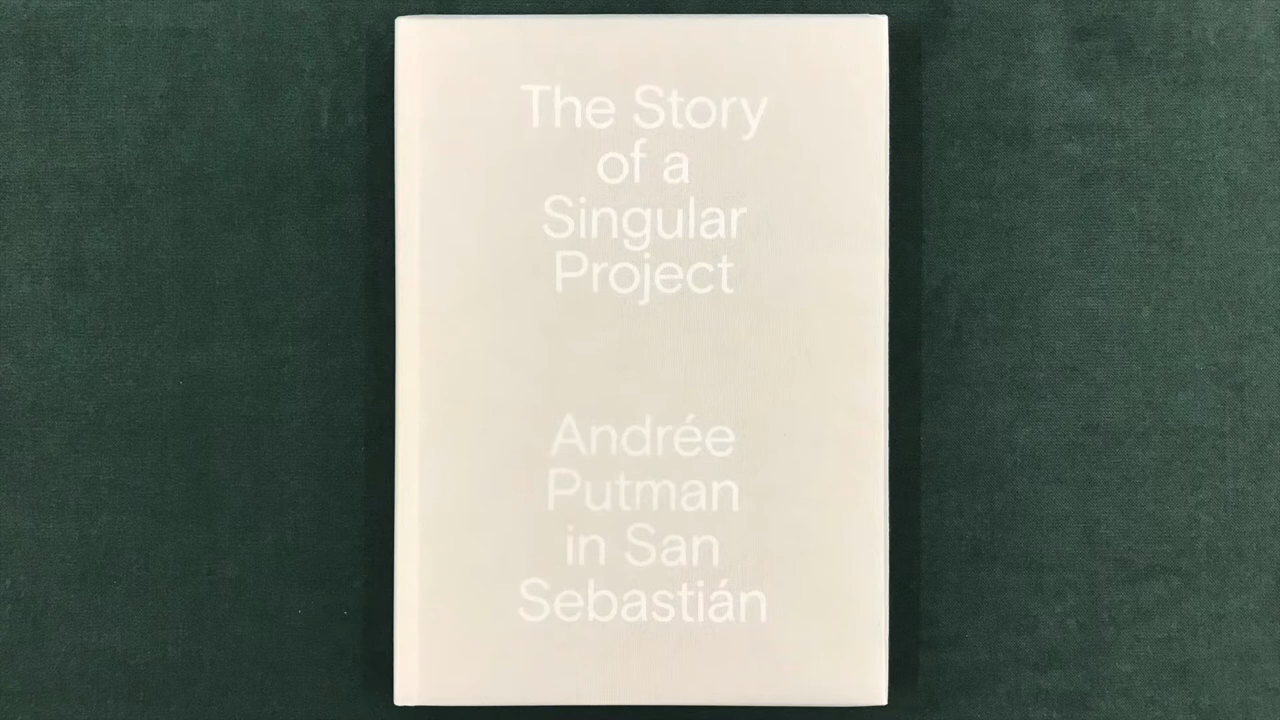 The Story
of a
Singular
Project
Andrée
Putman
in San
Sebastián